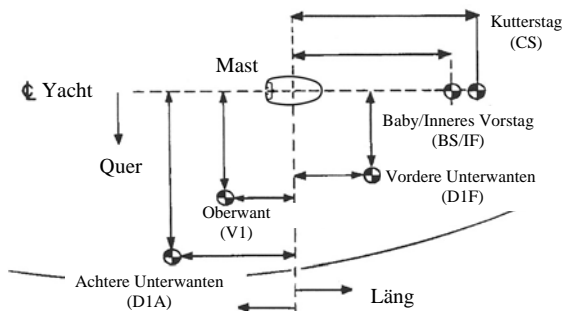 Kutterstag
(CS)
Mast
℄ Yacht
Baby/Inneres Vorstag
(BS/IF)
Quer
Vordere Unterwanten
(D1F)
Oberwant
(V1)
Achtere Unterwanten
(D1A)
Läng